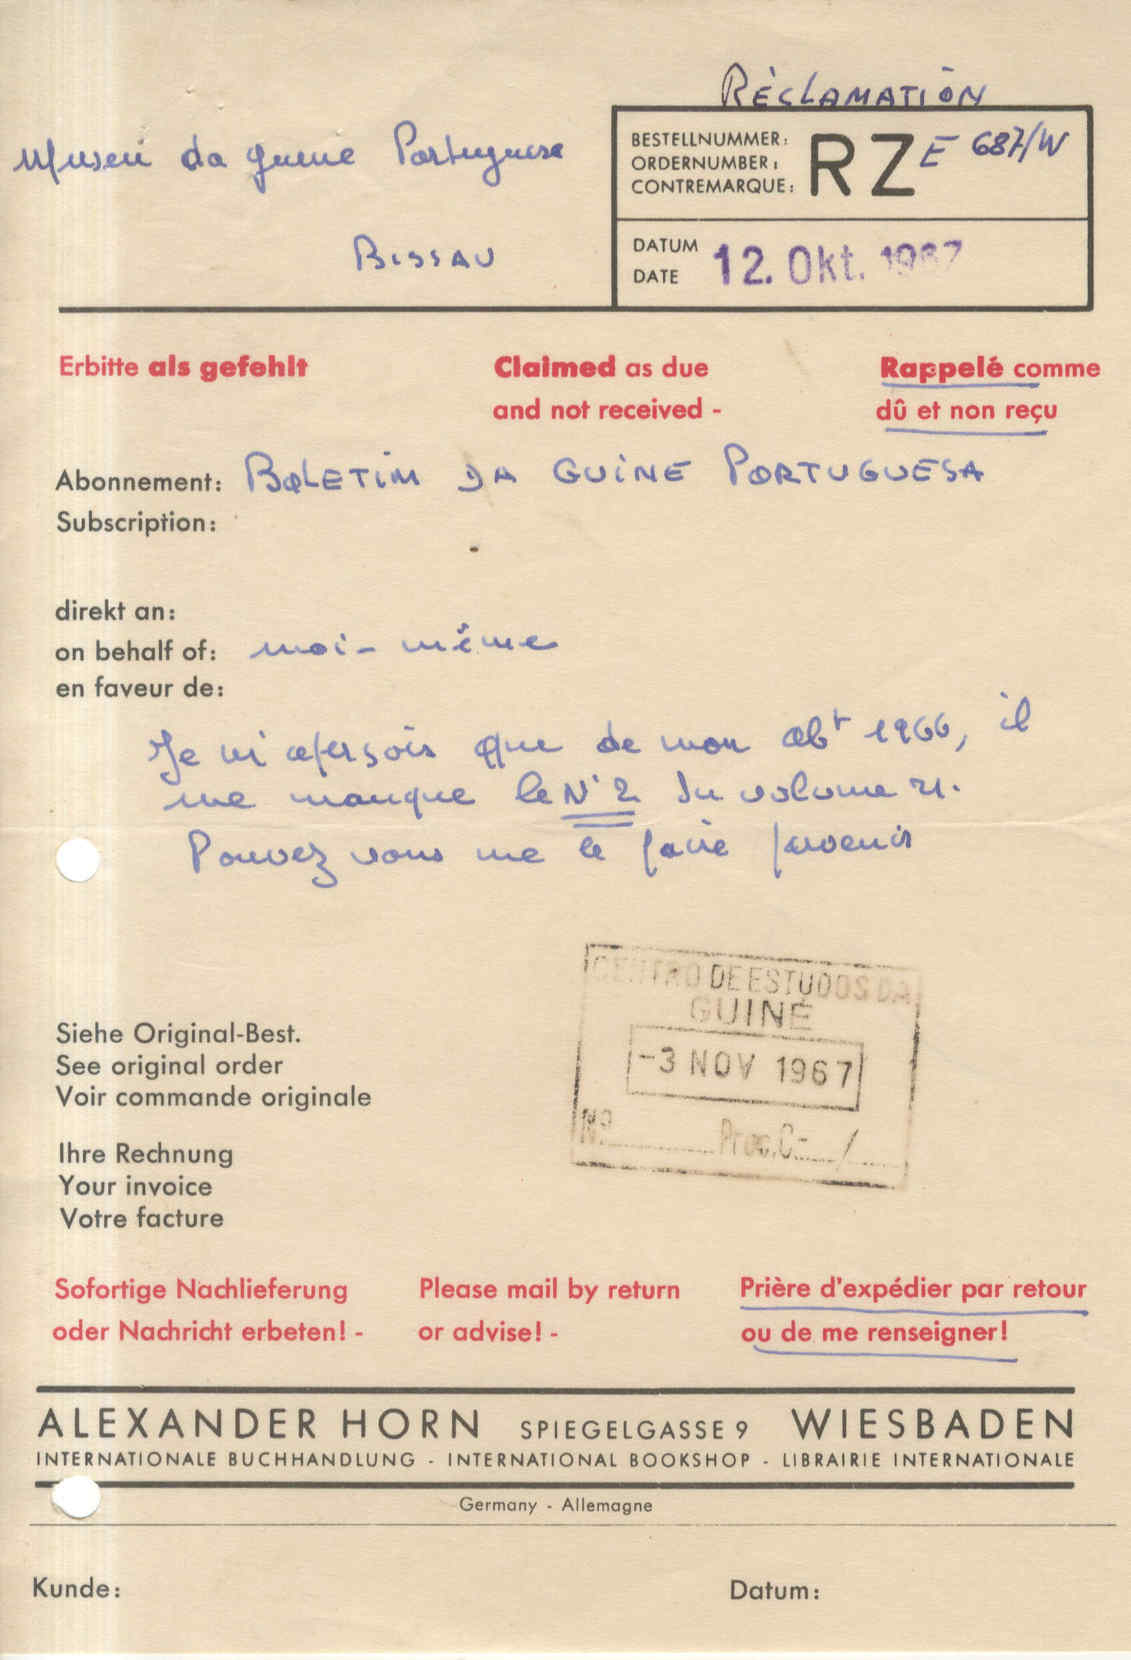 RÉCLAMATION
Museu da Guine Portuguesa
BISSAU
BESTELLNUMMER:
ORDERNUMBER:
CONTREMARQUE:
RZ E 687/W
DATUM
DATE
12. Okt. 1967
Erbitte als gefehlt
Claimed as due
and not received -
Rappelé comme
dû et non reçu
Abonnement: BOLETIM DA GUINE PORTUGUESA
Subscription:
direkt an:
on behalf of: moi-même
en faveur de:
Je m'aperçois que de mon abt 1966, il
me manque le N° 2 du volume 21.
Pouvez vous me le faire parvenir
CENTRO DE ESTUDOS DA
GUINÉ
-3 NOV 1967
Nº Proc. C- /
Siehe Original-Best.
See original order
Voir commande originale
Ihre Rechnung
Your invoice
Votre facture
Sofortige Nachlieferung
oder Nachricht erbeten! -
Please mail by return
or advise! -
Prière d'expédier par retour
ou de me renseigner!
ALEXANDER HORN SPIEGELGASSE 9 WIESBADEN
INTERNATIONALE BUCHHANDLUNG - INTERNATIONAL BOOKSHOP - LIBRAIRIE INTERNATIONALE
Germany - Allemagne
Kunde: Datum: